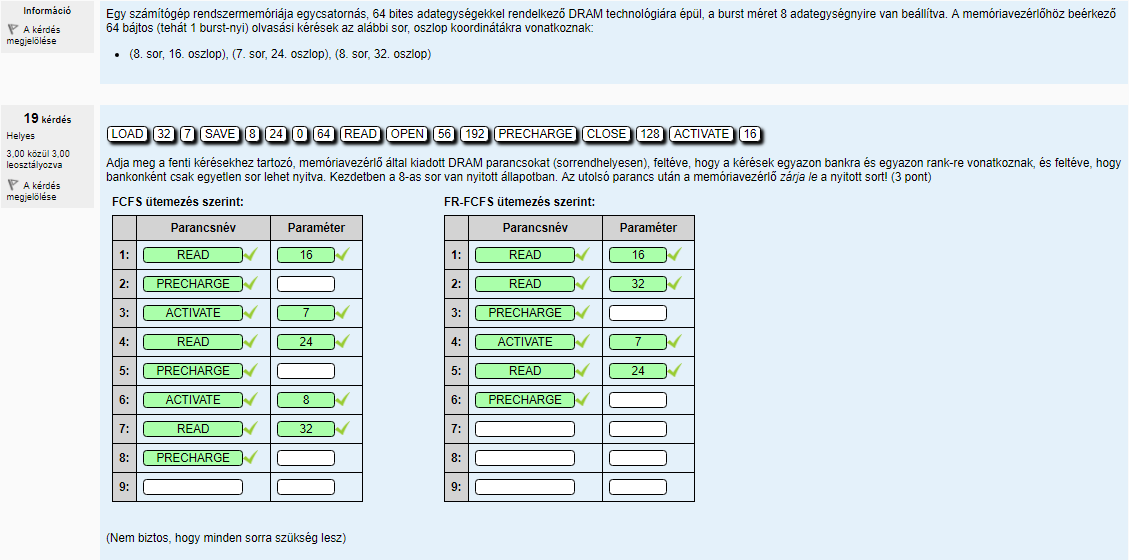 Információ
A kérdés
megjelölése
Egy számítógép rendszermemóriája egycsatornás, 64 bites adategységekkel rendelkező DRAM technológiára épül, a burst méret 8 adategységnyire van beállítva. A memóriavezérlőhöz beérkező
64 bájtos (tehát 1 burst-nyi) olvasási kérések az alábbi sor, oszlop koordinátákra vonatkoznak:
• (8. sor, 16. oszlop), (7. sor, 24. oszlop), (8. sor, 32. oszlop)
19 kérdés
Helyes
3,00 közül 3,00
leosztályozva
A kérdés
megjelölése
LOAD 32 7 SAVE 8 24 0 64 READ OPEN 56 192 PRECHARGE CLOSE 128 ACTIVATE 16
Adja meg a fenti kérésekhez tartozó, memóriavezérlő által kiadott DRAM parancsokat (sorrendhelyesen), feltéve, hogy a kérések egyazon bankra és egyazon rank-re vonatkoznak, és feltéve, hogy
bankonként csak egyetlen sor lehet nyitva. Kezdetben a 8-as sor van nyitott állapotban. Az utolsó parancs után a memóriavezérlő zárja le a nyitott sort! (3 pont)
FCFS ütemezés szerint:
Parancsnév Paraméter
1: READ 16
2: PRECHARGE
3: ACTIVATE 7
4: READ 24
5: PRECHARGE
6: ACTIVATE 8
7: READ 32
8: PRECHARGE
9:
FR-FCFS ütemezés szerint:
Parancsnév Paraméter
1: READ 16
2: READ 32
3: PRECHARGE
4: ACTIVATE 7
5: READ 24
6: PRECHARGE
7:
8:
9:
(Nem biztos, hogy minden sorra szükség lesz)